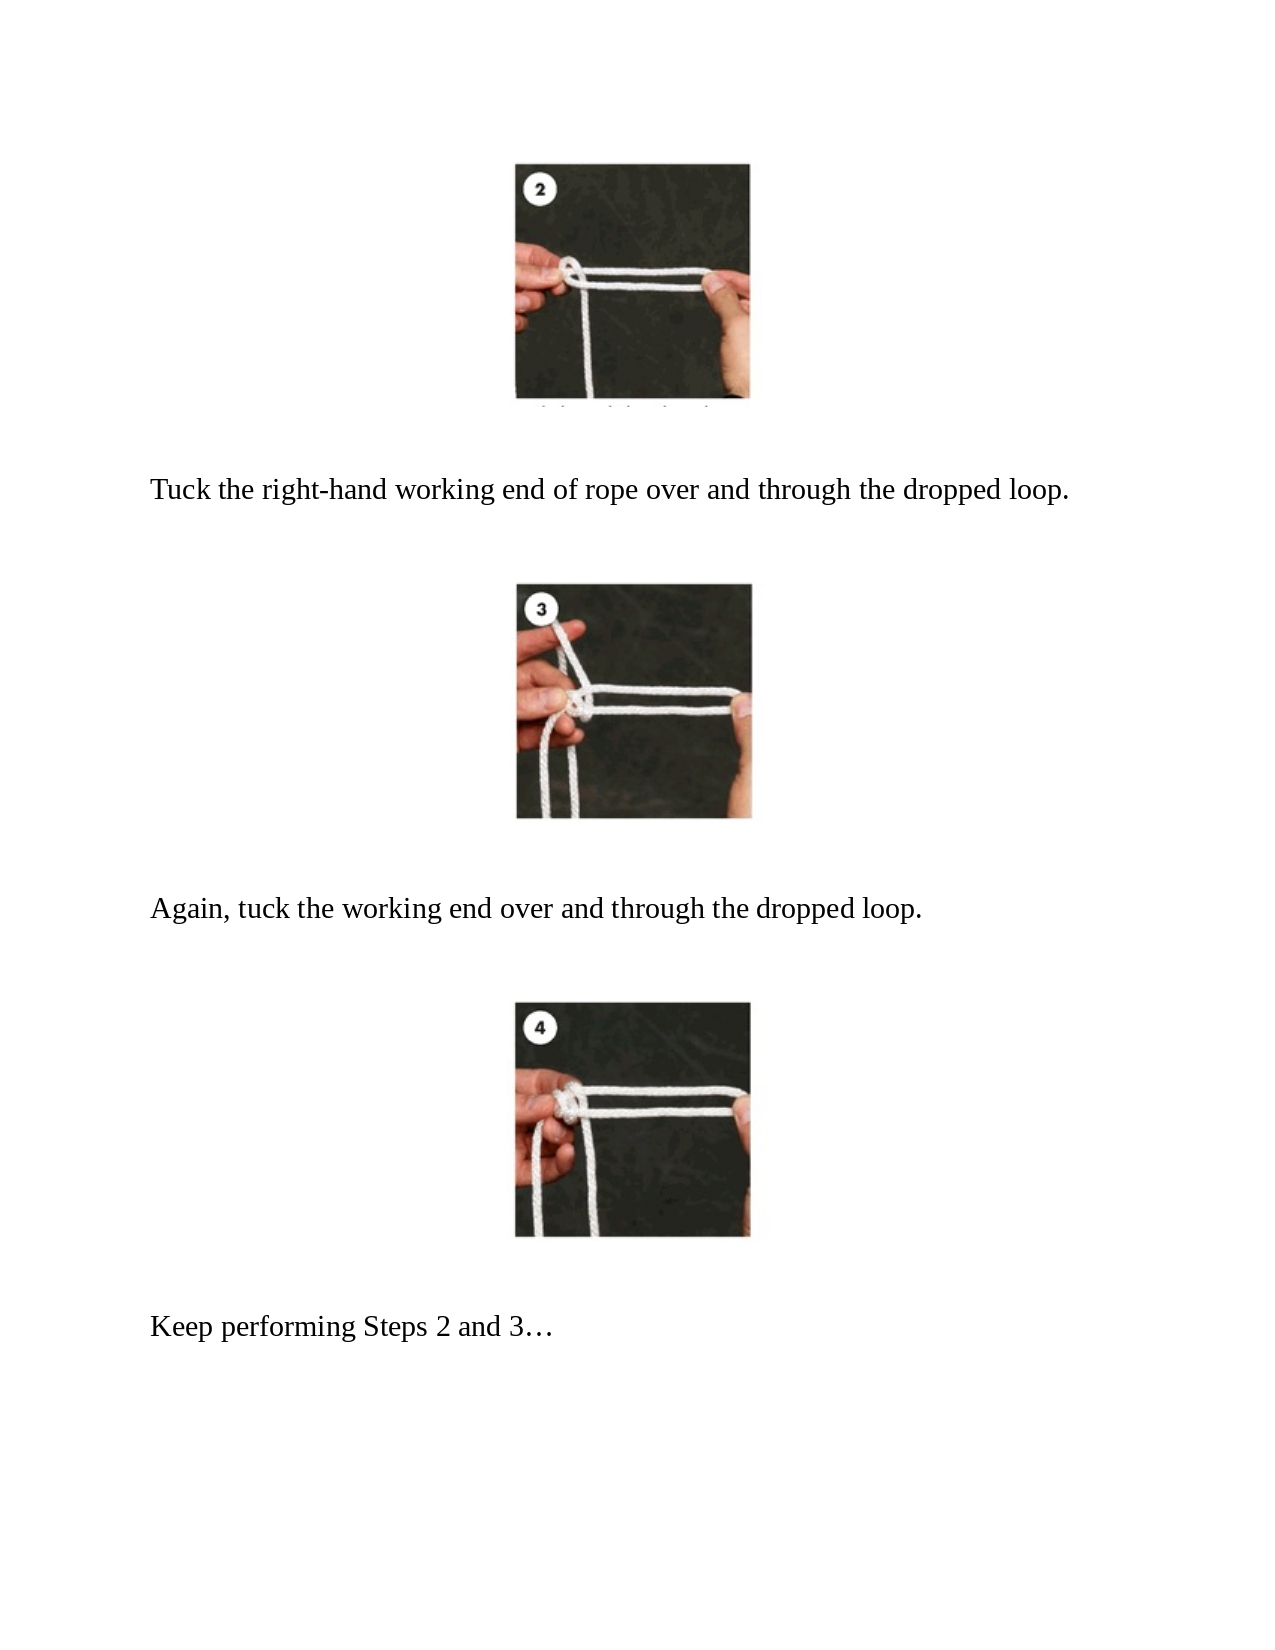 2
Tuck the right-hand working end of rope over and through the dropped loop.
3
Again, tuck the working end over and through the dropped loop.
4
Keep performing Steps 2 and 3…